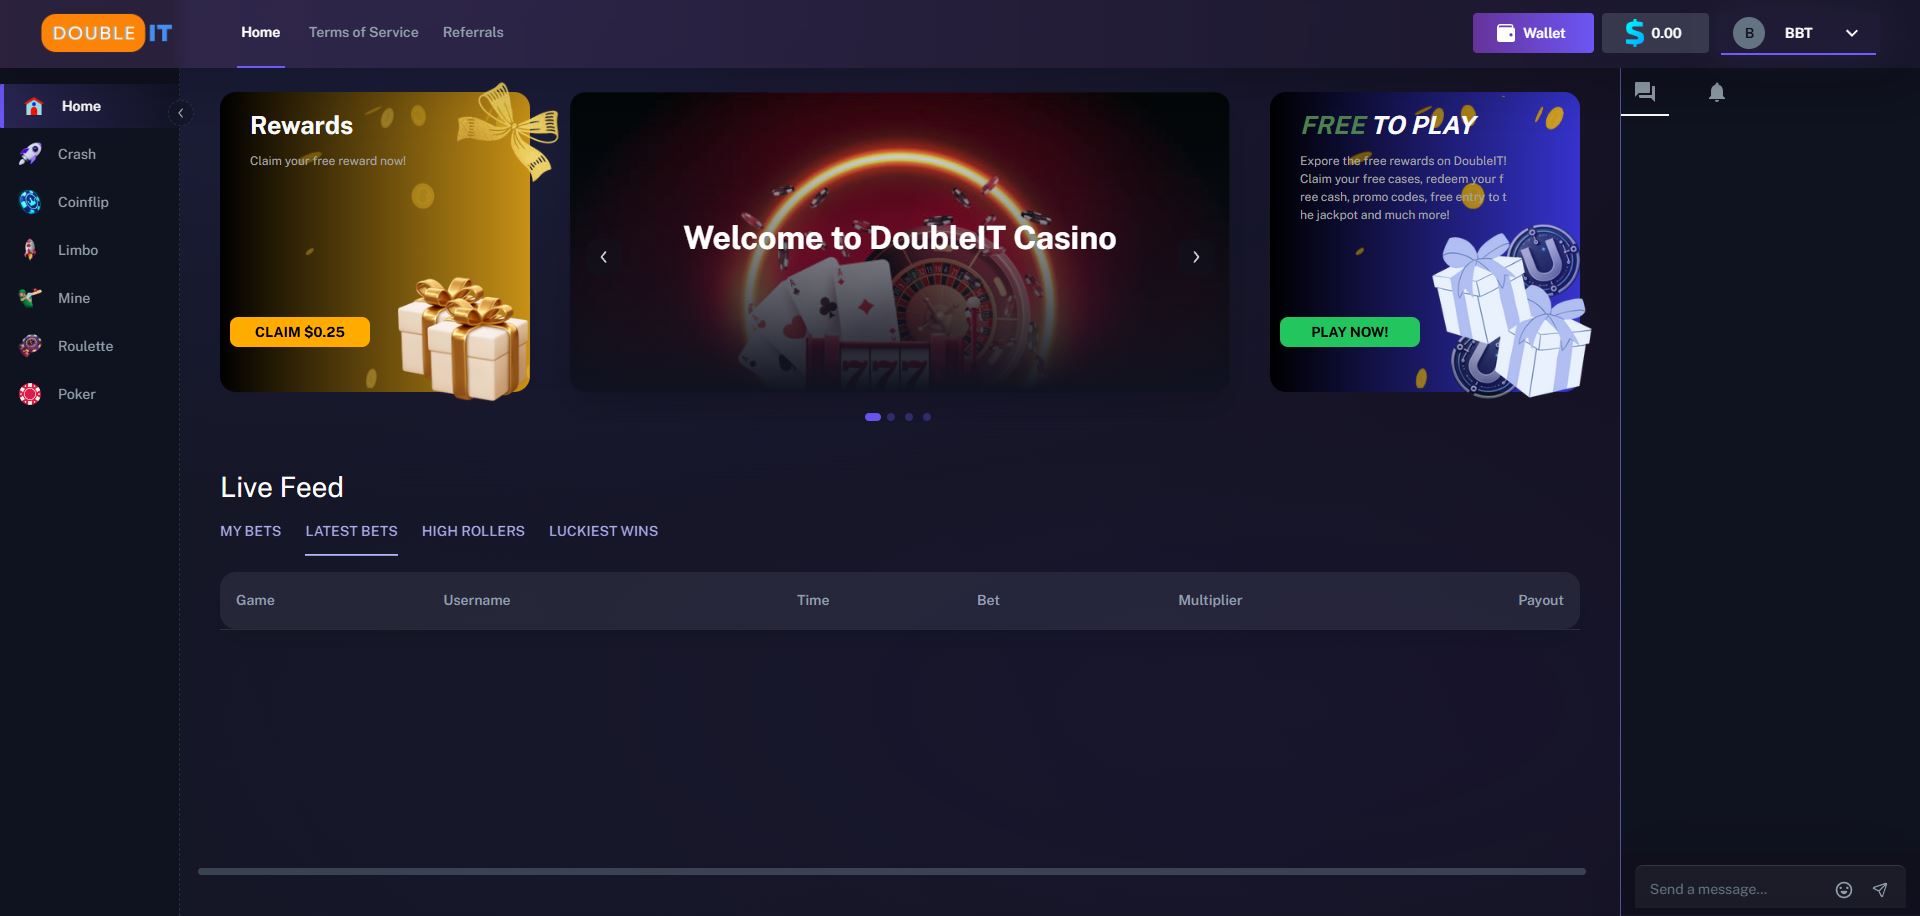 DOUBLE IT
Home
Terms of Service
Referrals
Wallet
$ 0.00
B
BBT
Home
Crash
Coinflip
Limbo
Mine
Roulette
Poker
Rewards
Claim your free reward now!
CLAIM $0.25
Welcome to DoubleIT Casino
777
FREE TO PLAY
Expore the free rewards on DoubleIT!
Claim your free cases, redeem your f
ree cash, promo codes, free entry to t
he jackpot and much more!
PLAY NOW!
Live Feed
MY BETS
LATEST BETS
HIGH ROLLERS
LUCKIEST WINS
Game
Username
Time
Bet
Multiplier
Payout
Send a message...